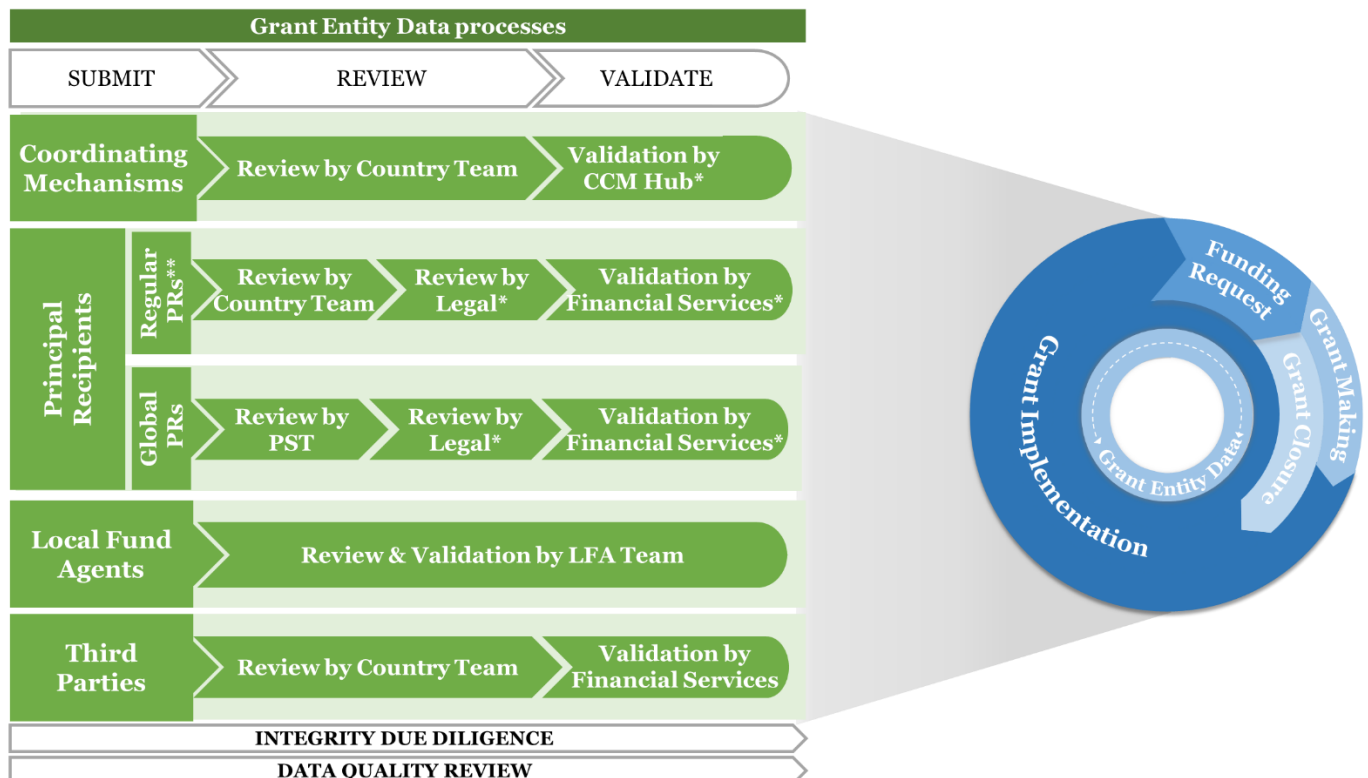 Grant Entity Data processes
SUBMIT
REVIEW
VALIDATE
Coordinating
Mechanisms
Review by Country Team
Validation by
CCM Hub*
Principal
Recipients
Regular
PRs**
Review by
Country Team
Review by
Legal*
Validation by
Financial Services*
Global
PRs
Review by
PST
Review by
Legal*
Validation by
Financial Services*
Local Fund
Agents
Review & Validation by LFA Team
Third
Parties
Review by Country Team
Validation by
Financial Services
INTEGRITY DUE DILIGENCE
DATA QUALITY REVIEW
Funding
Request
Grant Making
Grant Closure
Grant Implementation
Grant Entity Data